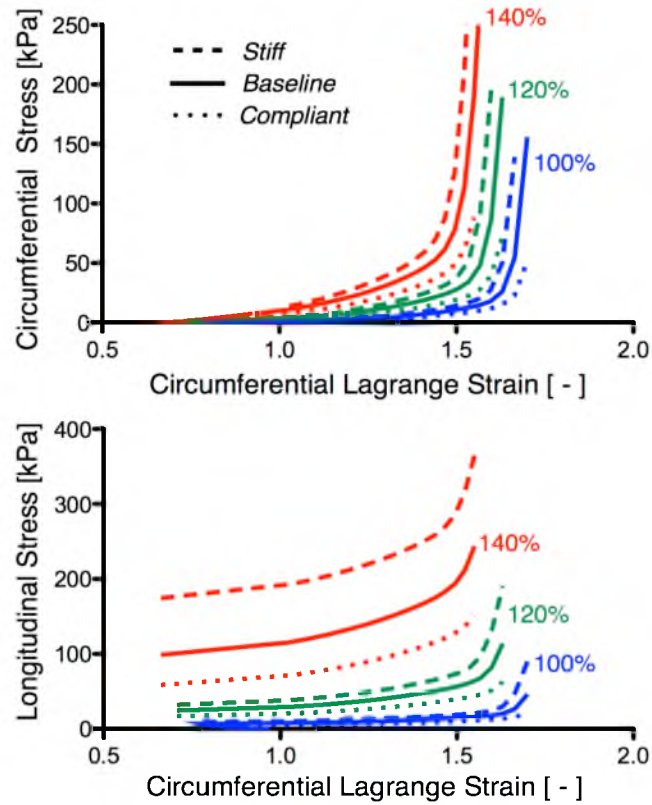 Circumferential Stress [kPa]
250
200
150
100
50
0
Stiff
Baseline
Compliant
140%
120%
100%
0.5 1.0 1.5 2.0
Circumferential Lagrange Strain [ - ]
Longitudinal Stress [kPa]
400
300
200
100
0
140%
120%
100%
0.5 1.0 1.5 2.0
Circumferential Lagrange Strain [ - ]